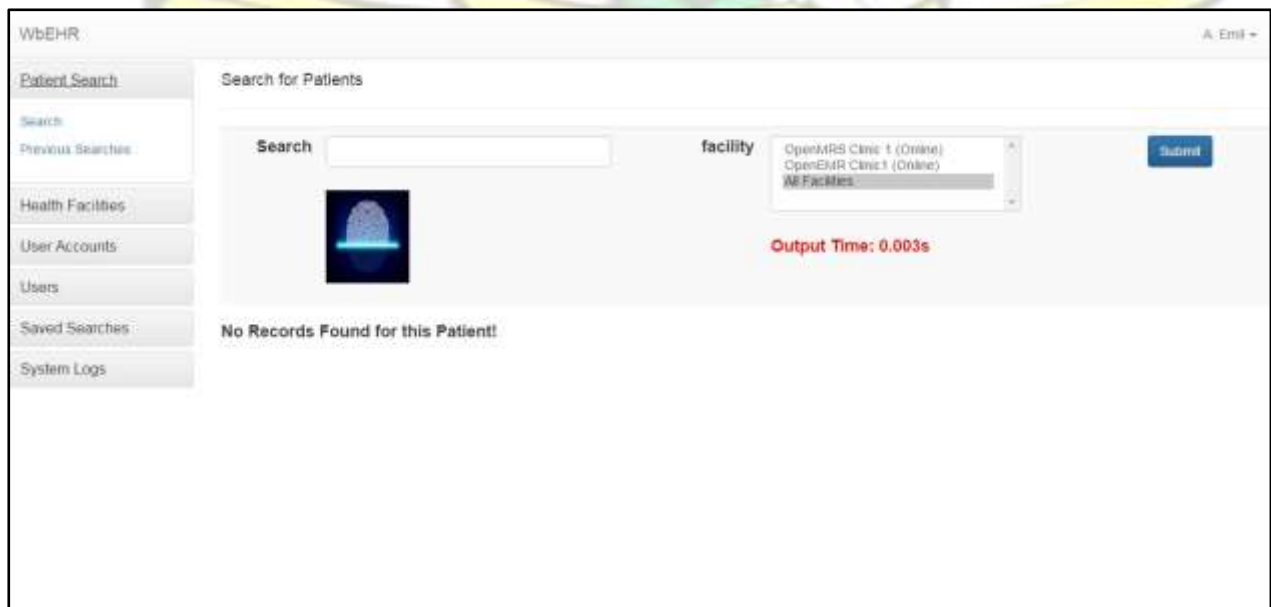 WbEHR
A. Emil
Patient Search
Search
Previous Searches
Health Facilities
User Accounts
Users
Saved Searches
System Logs
Search for Patients
Search
facility
OpenMRS Clinic 1 (Online)
OpenEMR Clinic1 (Online)
All Facilities
Submit
Output Time: 0.003s
No Records Found for this Patient!